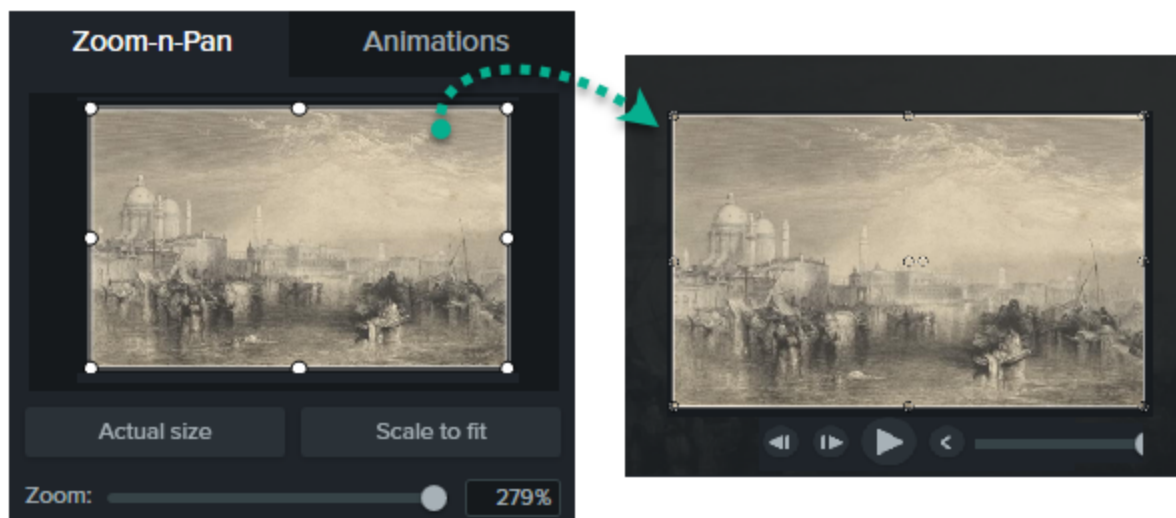 Zoom-n-Pan
Animations
Actual size
Scale to fit
Zoom:
279%